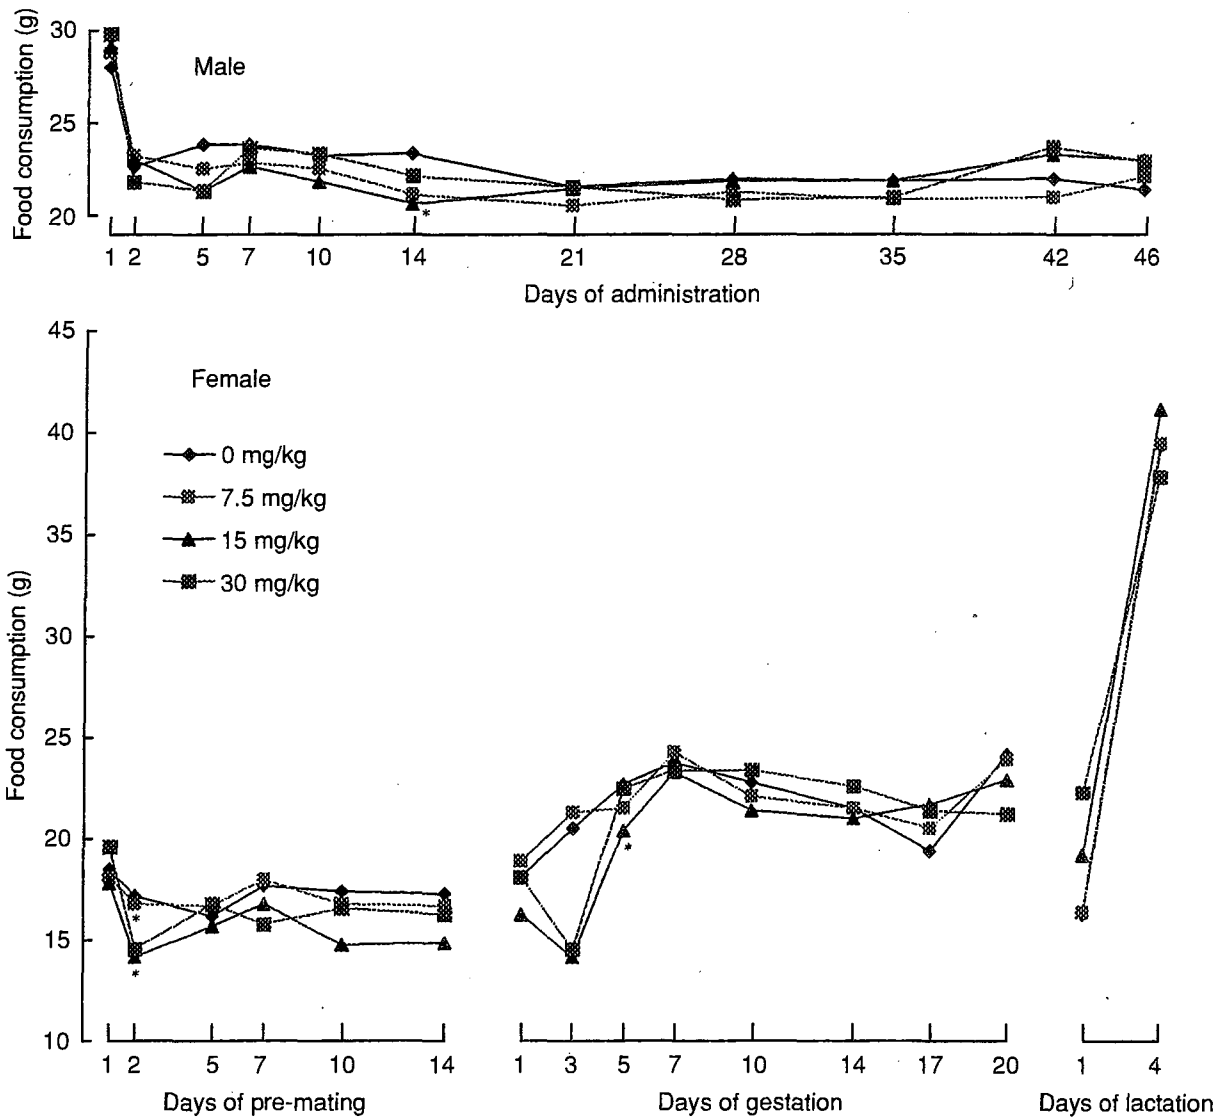 Food consumption (g)
30
25
20
Male
*
1 2 5 7 10 14 21 28 35 42 46
Days of administration
Food consumption (g)
45
40
35
30
25
20
15
10
Female
0 mg/kg
7.5 mg/kg
15 mg/kg
30 mg/kg
*
*
*
1 2 5 7 10 14 1 3 5 7 10 14 17 20 1 4
Days of pre-mating Days of gestation Days of lactation